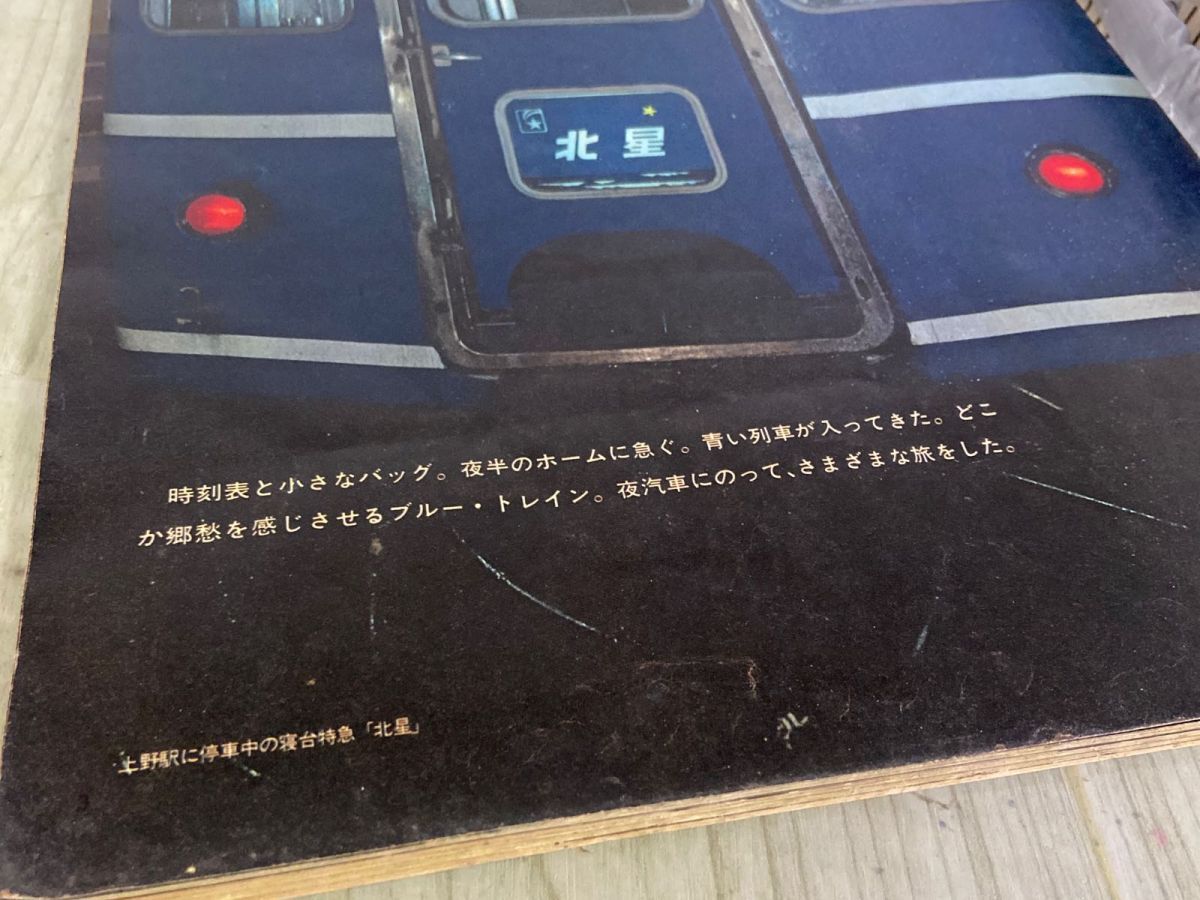 北星
時刻表と小さなバッグ。夜半のホームに急ぐ。青い列車が入ってきた。どこ
か郷愁を感じさせるブルー・トレイン。夜汽車にのって、さまざまな旅をした。
上野駅に停車中の寝台特急「北星」